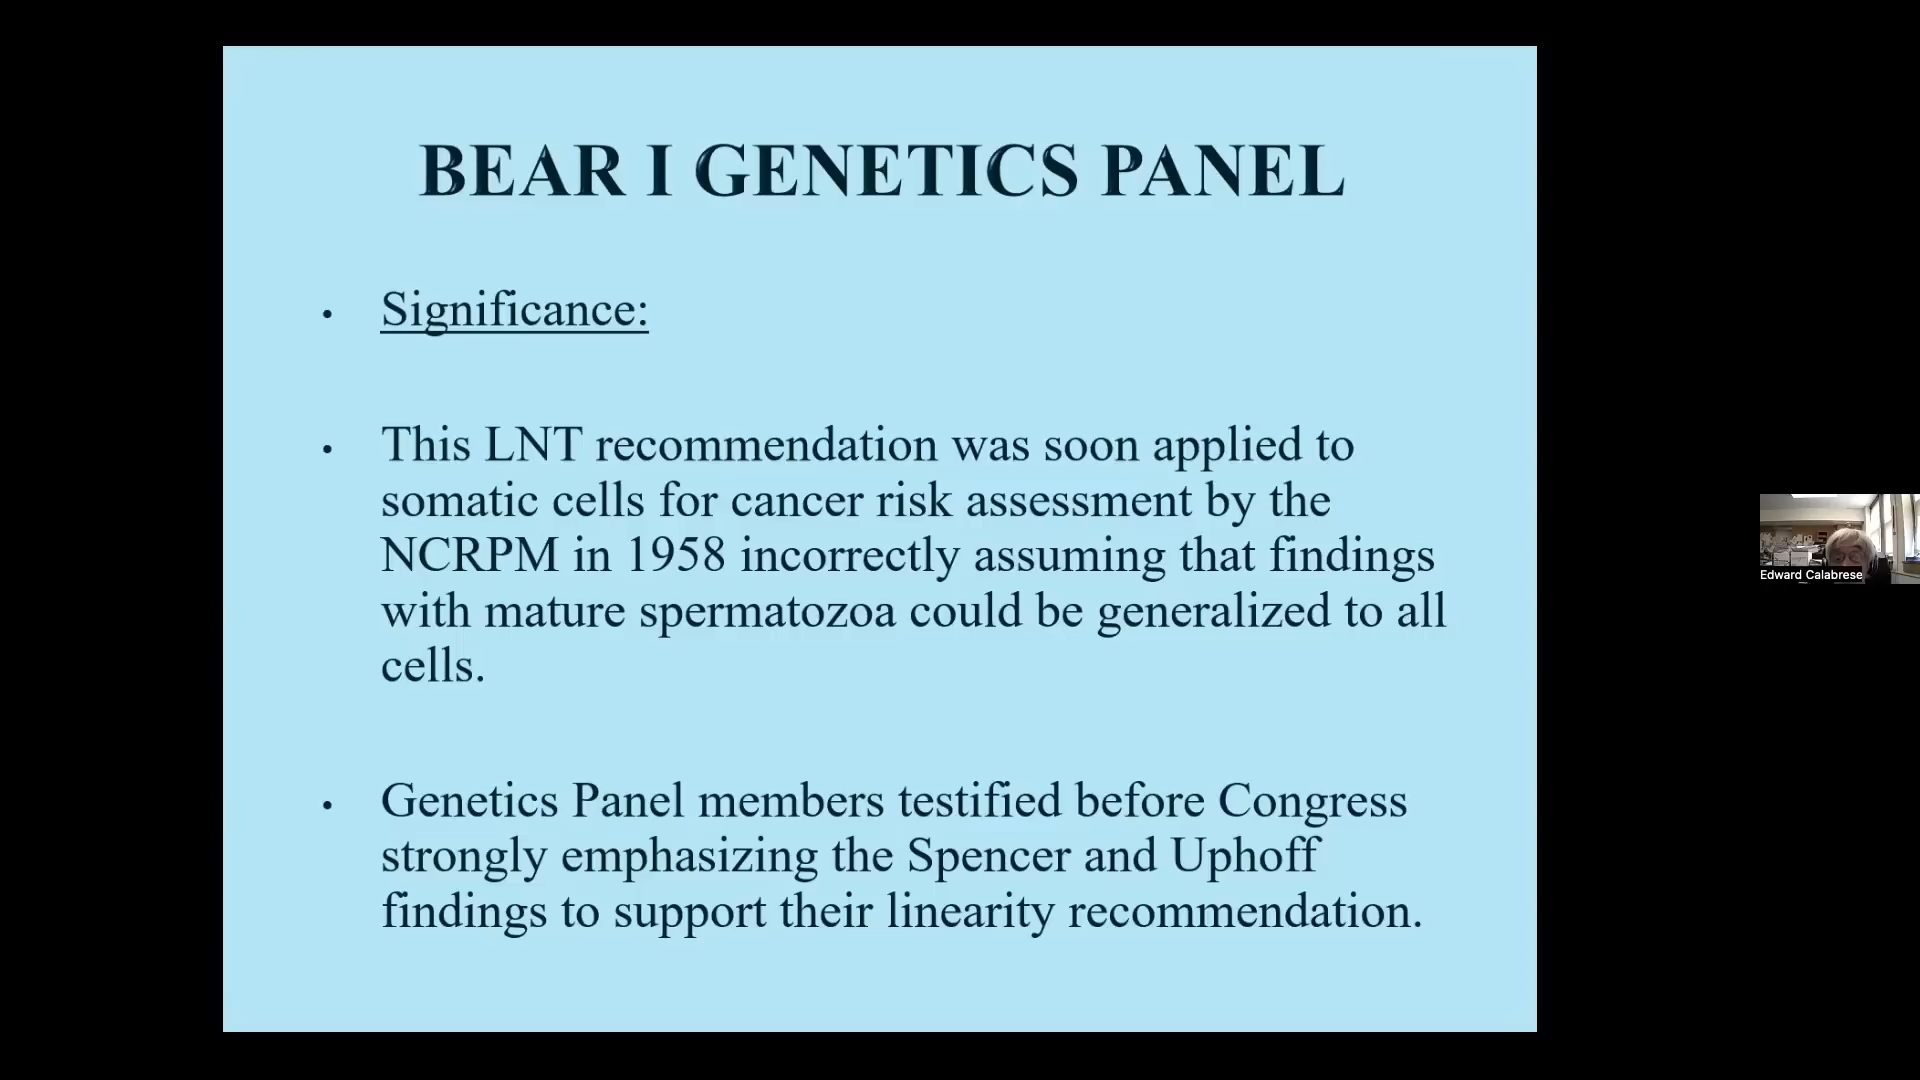 BEAR I GENETICS PANEL
• Significance:
• This LNT recommendation was soon applied to
somatic cells for cancer risk assessment by the
NCRPM in 1958 incorrectly assuming that findings
with mature spermatozoa could be generalized to all
cells.
• Genetics Panel members testified before Congress
strongly emphasizing the Spencer and Uphoff
findings to support their linearity recommendation.
Edward Calabrese